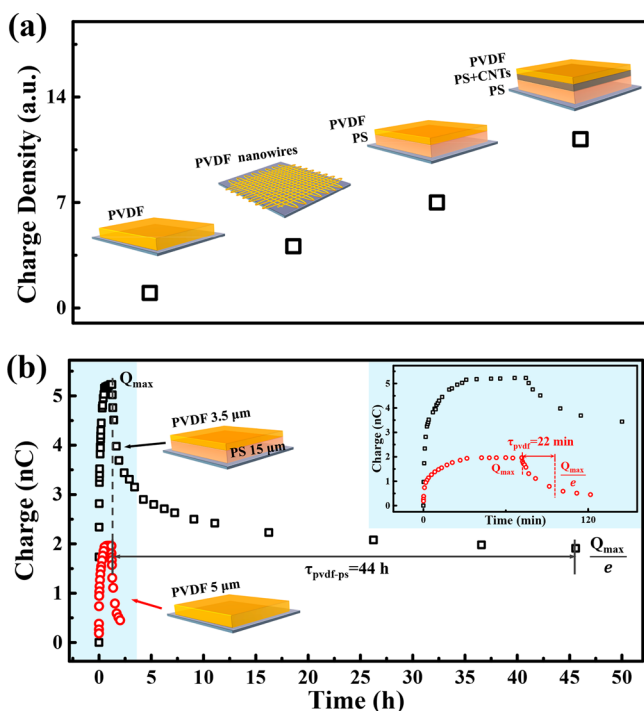 (a)
Charge Density (a.u.)
14
7
0
PVDF
PVDF nanowires
PVDF
PS
PVDF
PS+CNTs
PS
(b)
Charge (nC)
5
4
3
2
1
0
Q_max
PVDF 3.5 μm
PS 15 μm
PVDF 5 μm
τ_pvdf-ps=44 h
Q_max
e
0 5 10 15 20 25 30 35 40 45 50
Time (h)
Charge (nC)
5
4
3
2
1
0
τ_pvdf=22 min
Q_max
Q_max
e
0 120
Time (min)